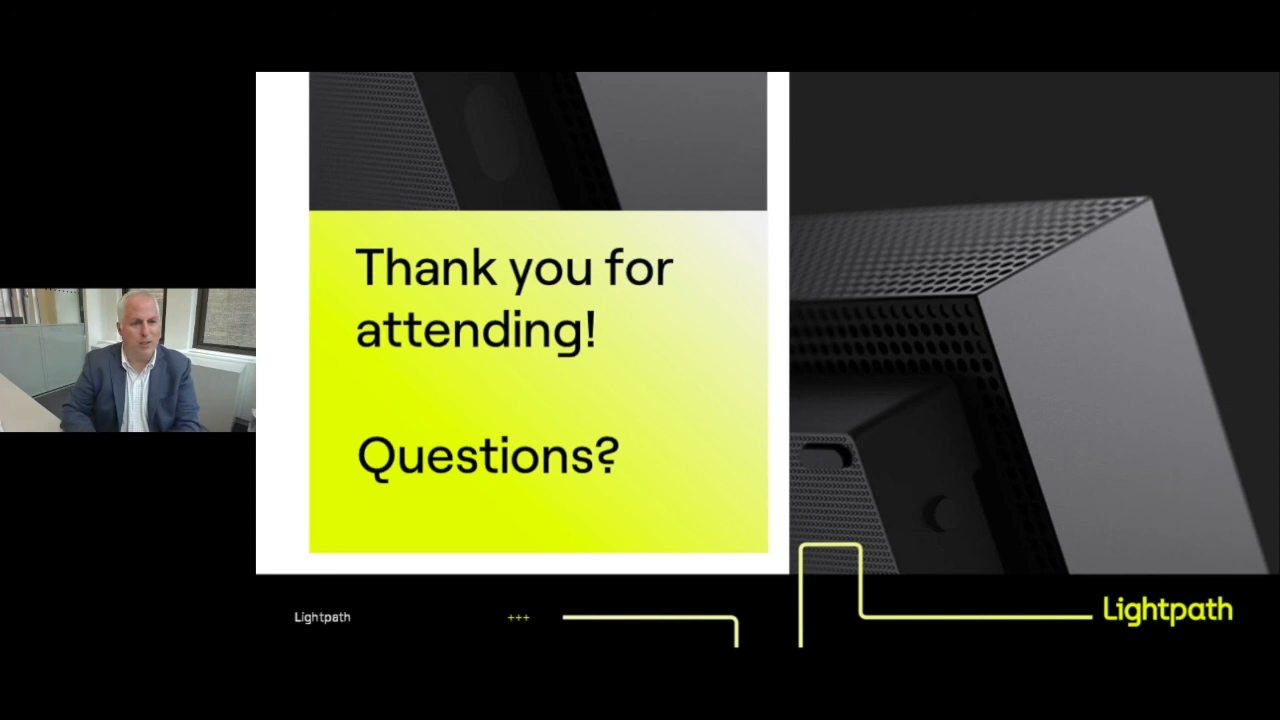 Thank you for
attending!
Questions?
Lightpath
+++
Lightpath